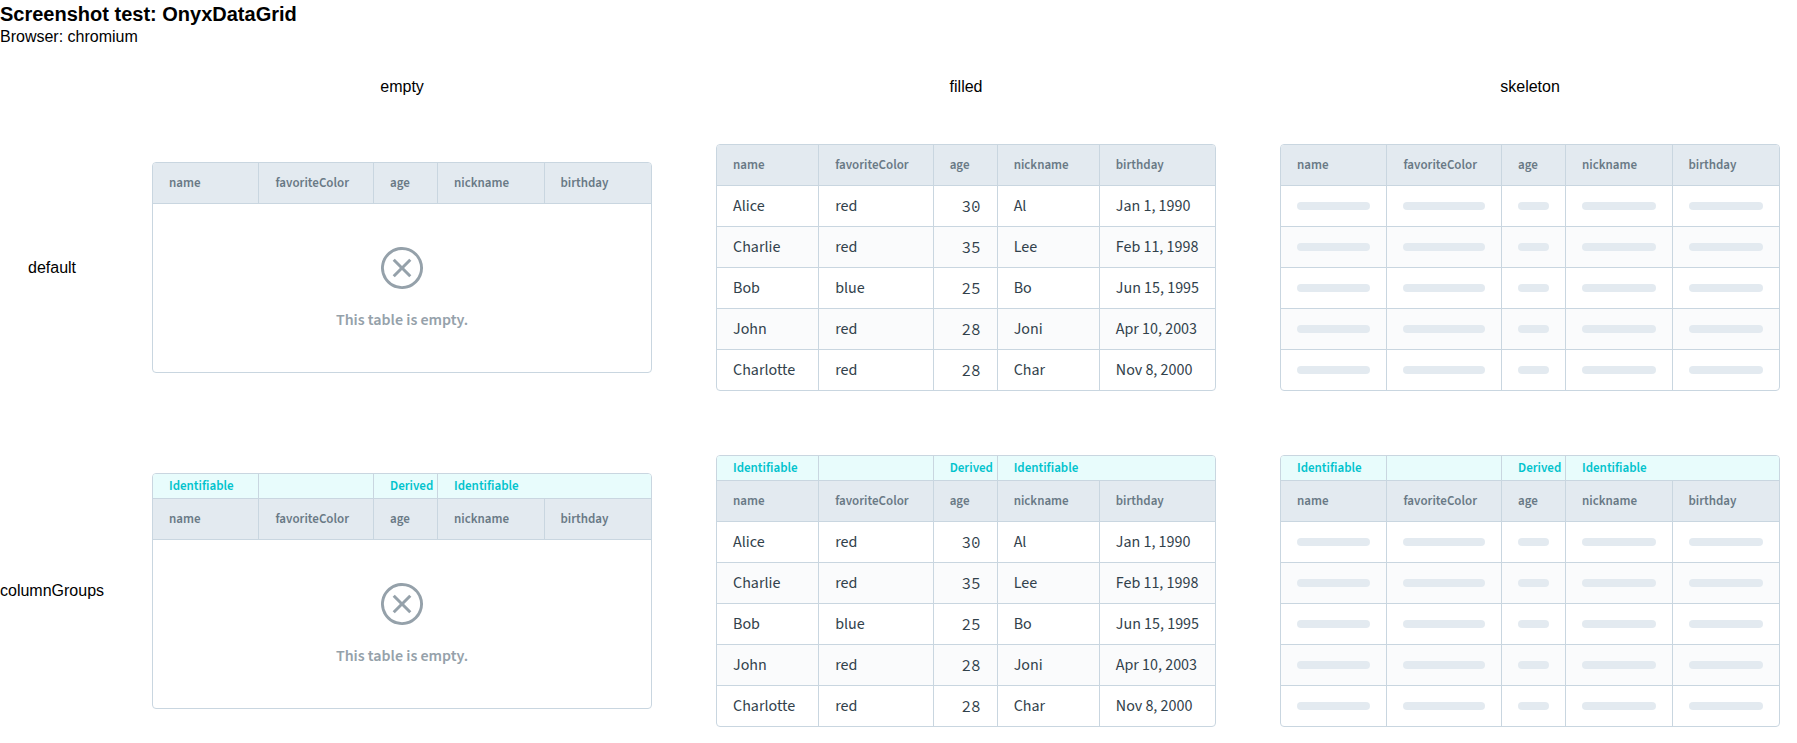 Screenshot test: OnyxDataGrid
Browser: chromium
empty filled skeleton
default
name favoriteColor age nickname birthday
This table is empty.
name favoriteColor age nickname birthday
Alice red 30 Al Jan 1, 1990
Charlie red 35 Lee Feb 11, 1998
Bob blue 25 Bo Jun 15, 1995
John red 28 Joni Apr 10, 2003
Charlotte red 28 Char Nov 8, 2000
name favoriteColor age nickname birthday
columnGroups
Identifiable Derived Identifiable
name favoriteColor age nickname birthday
This table is empty.
Identifiable Derived Identifiable
name favoriteColor age nickname birthday
Alice red 30 Al Jan 1, 1990
Charlie red 35 Lee Feb 11, 1998
Bob blue 25 Bo Jun 15, 1995
John red 28 Joni Apr 10, 2003
Charlotte red 28 Char Nov 8, 2000
Identifiable Derived Identifiable
name favoriteColor age nickname birthday